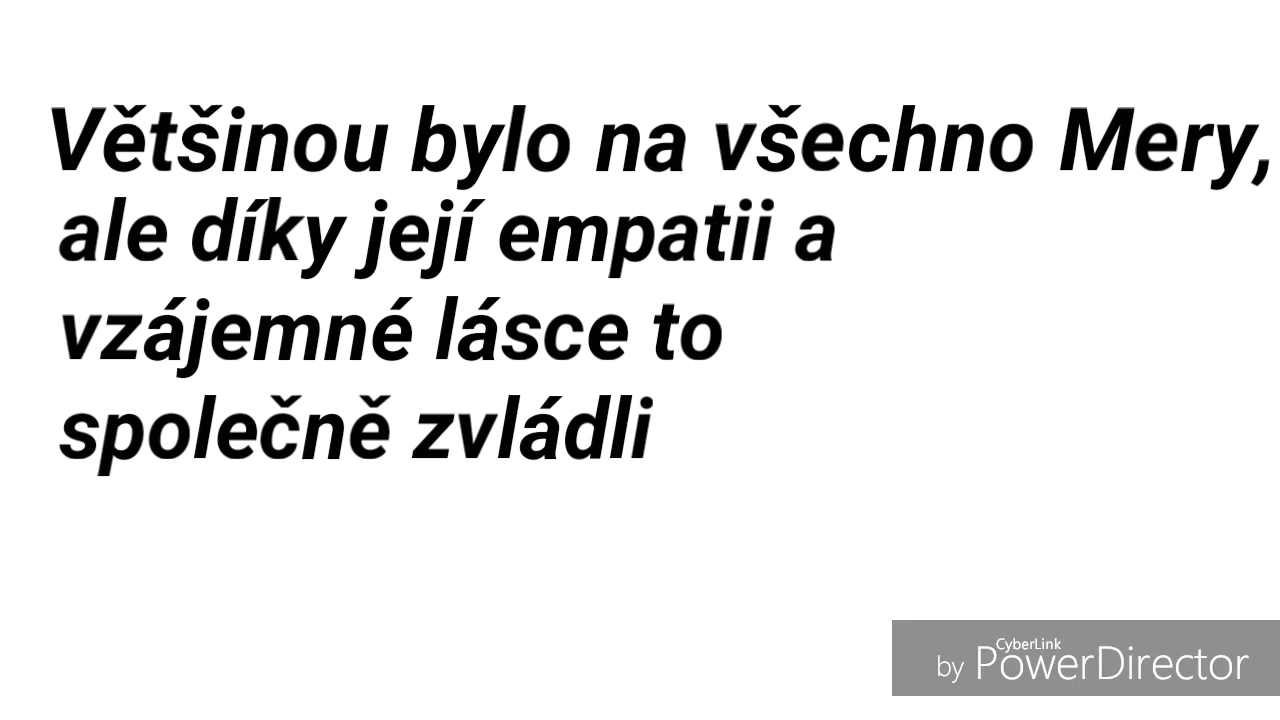 Většinou bylo na všechno Mery,
ale díky její empatii a
vzájemné lásce to
společně zvládli
CyberLink
by PowerDirector